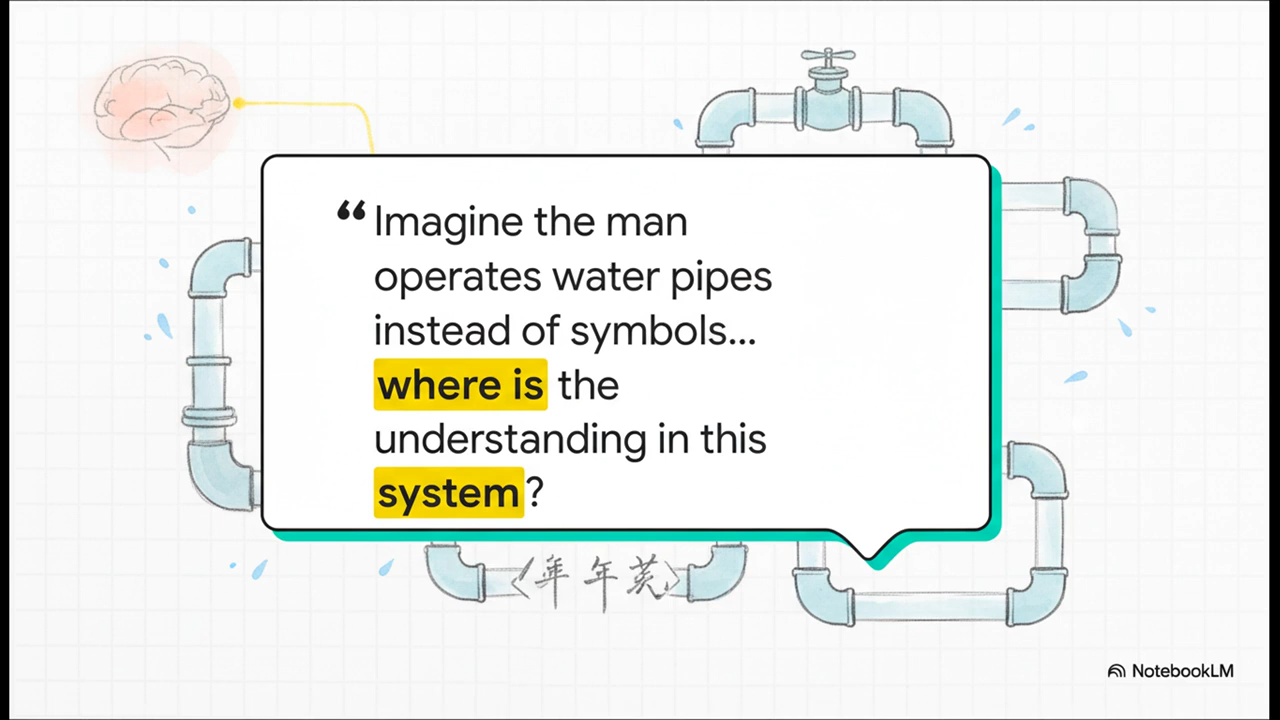 “Imagine the man
operates water pipes
instead of symbols...
where is the
understanding in this
system?
NotebookLM